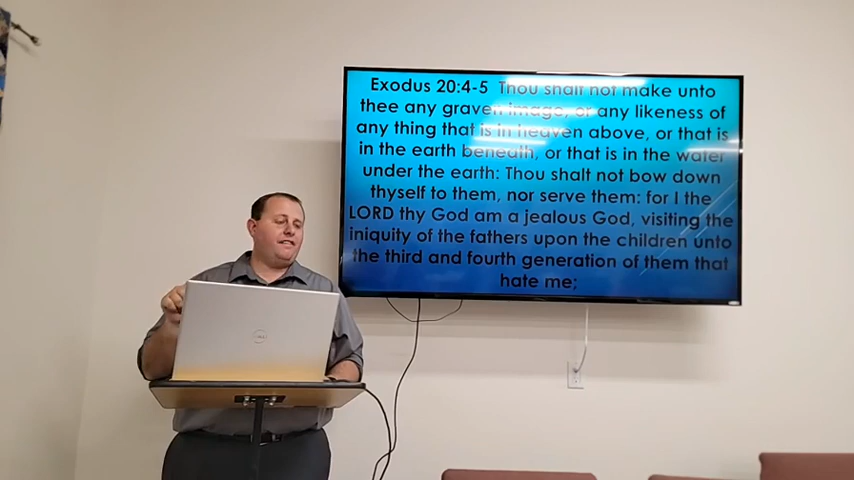 Exodus 20:4-5 Thou shalt not make unto
thee any graven image, or any likeness of
any thing that is in heaven above, or that is
in the earth beneath, or that is in the water
under the earth: Thou shalt not bow down
thyself to them, nor serve them: for I the
LORD thy God am a jealous God, visiting the
iniquity of the fathers upon the children unto
the third and fourth generation of them that
hate me;
DELL